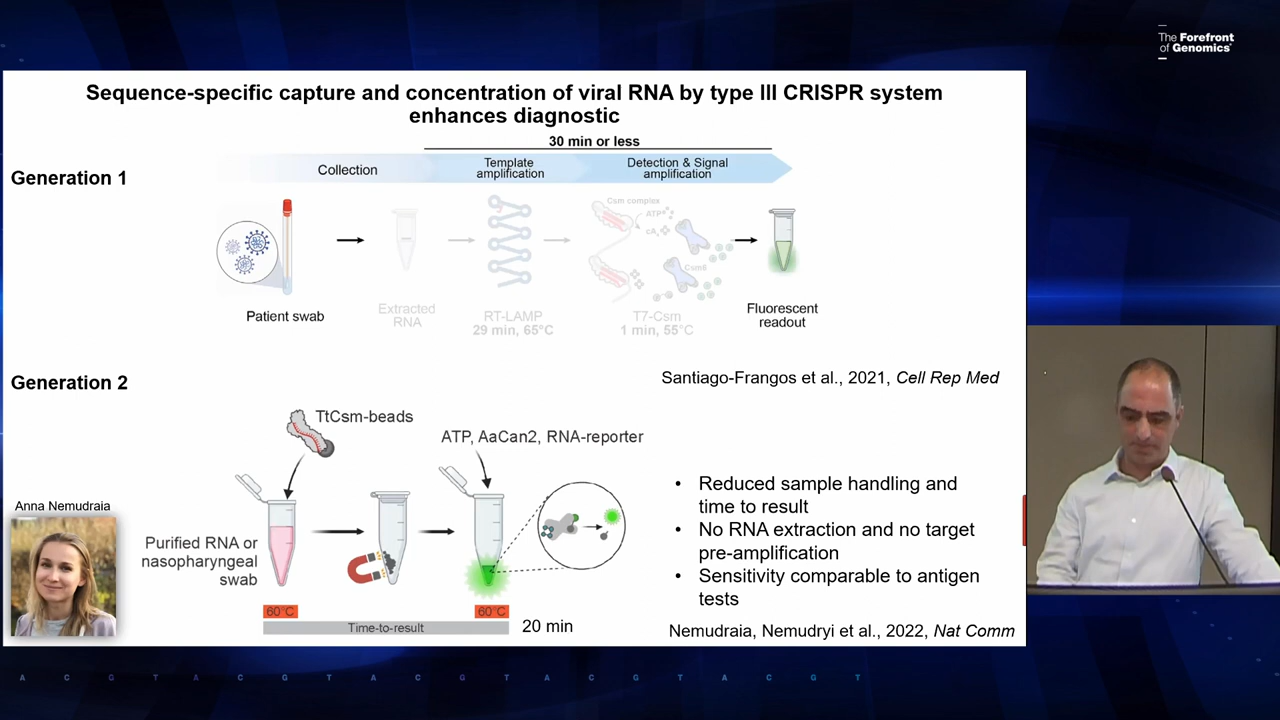 The Forefront
of Genomics®
Sequence-specific capture and concentration of viral RNA by type III CRISPR system
enhances diagnostic
30 min or less
Generation 1
Collection
Template
amplification
Detection & Signal
amplification
Csm complex
ATP
cA₄
Csm6
Patient swab
Extracted
RNA
RT-LAMP
29 min, 65°C
T7-Csm
1 min, 55°C
Fluorescent
readout
Santiago-Frangos et al., 2021, Cell Rep Med
Generation 2
TtCsm-beads
ATP, AaCan2, RNA-reporter
Anna Nemudraia
Purified RNA or
nasopharyngeal
swab
60°C
60°C
Time-to-result
20 min
• Reduced sample handling and
time to result
• No RNA extraction and no target
pre-amplification
• Sensitivity comparable to antigen
tests
Nemudraia, Nemudryi et al., 2022, Nat Comm
A C G T A C G T A C G T A C G T A C G T